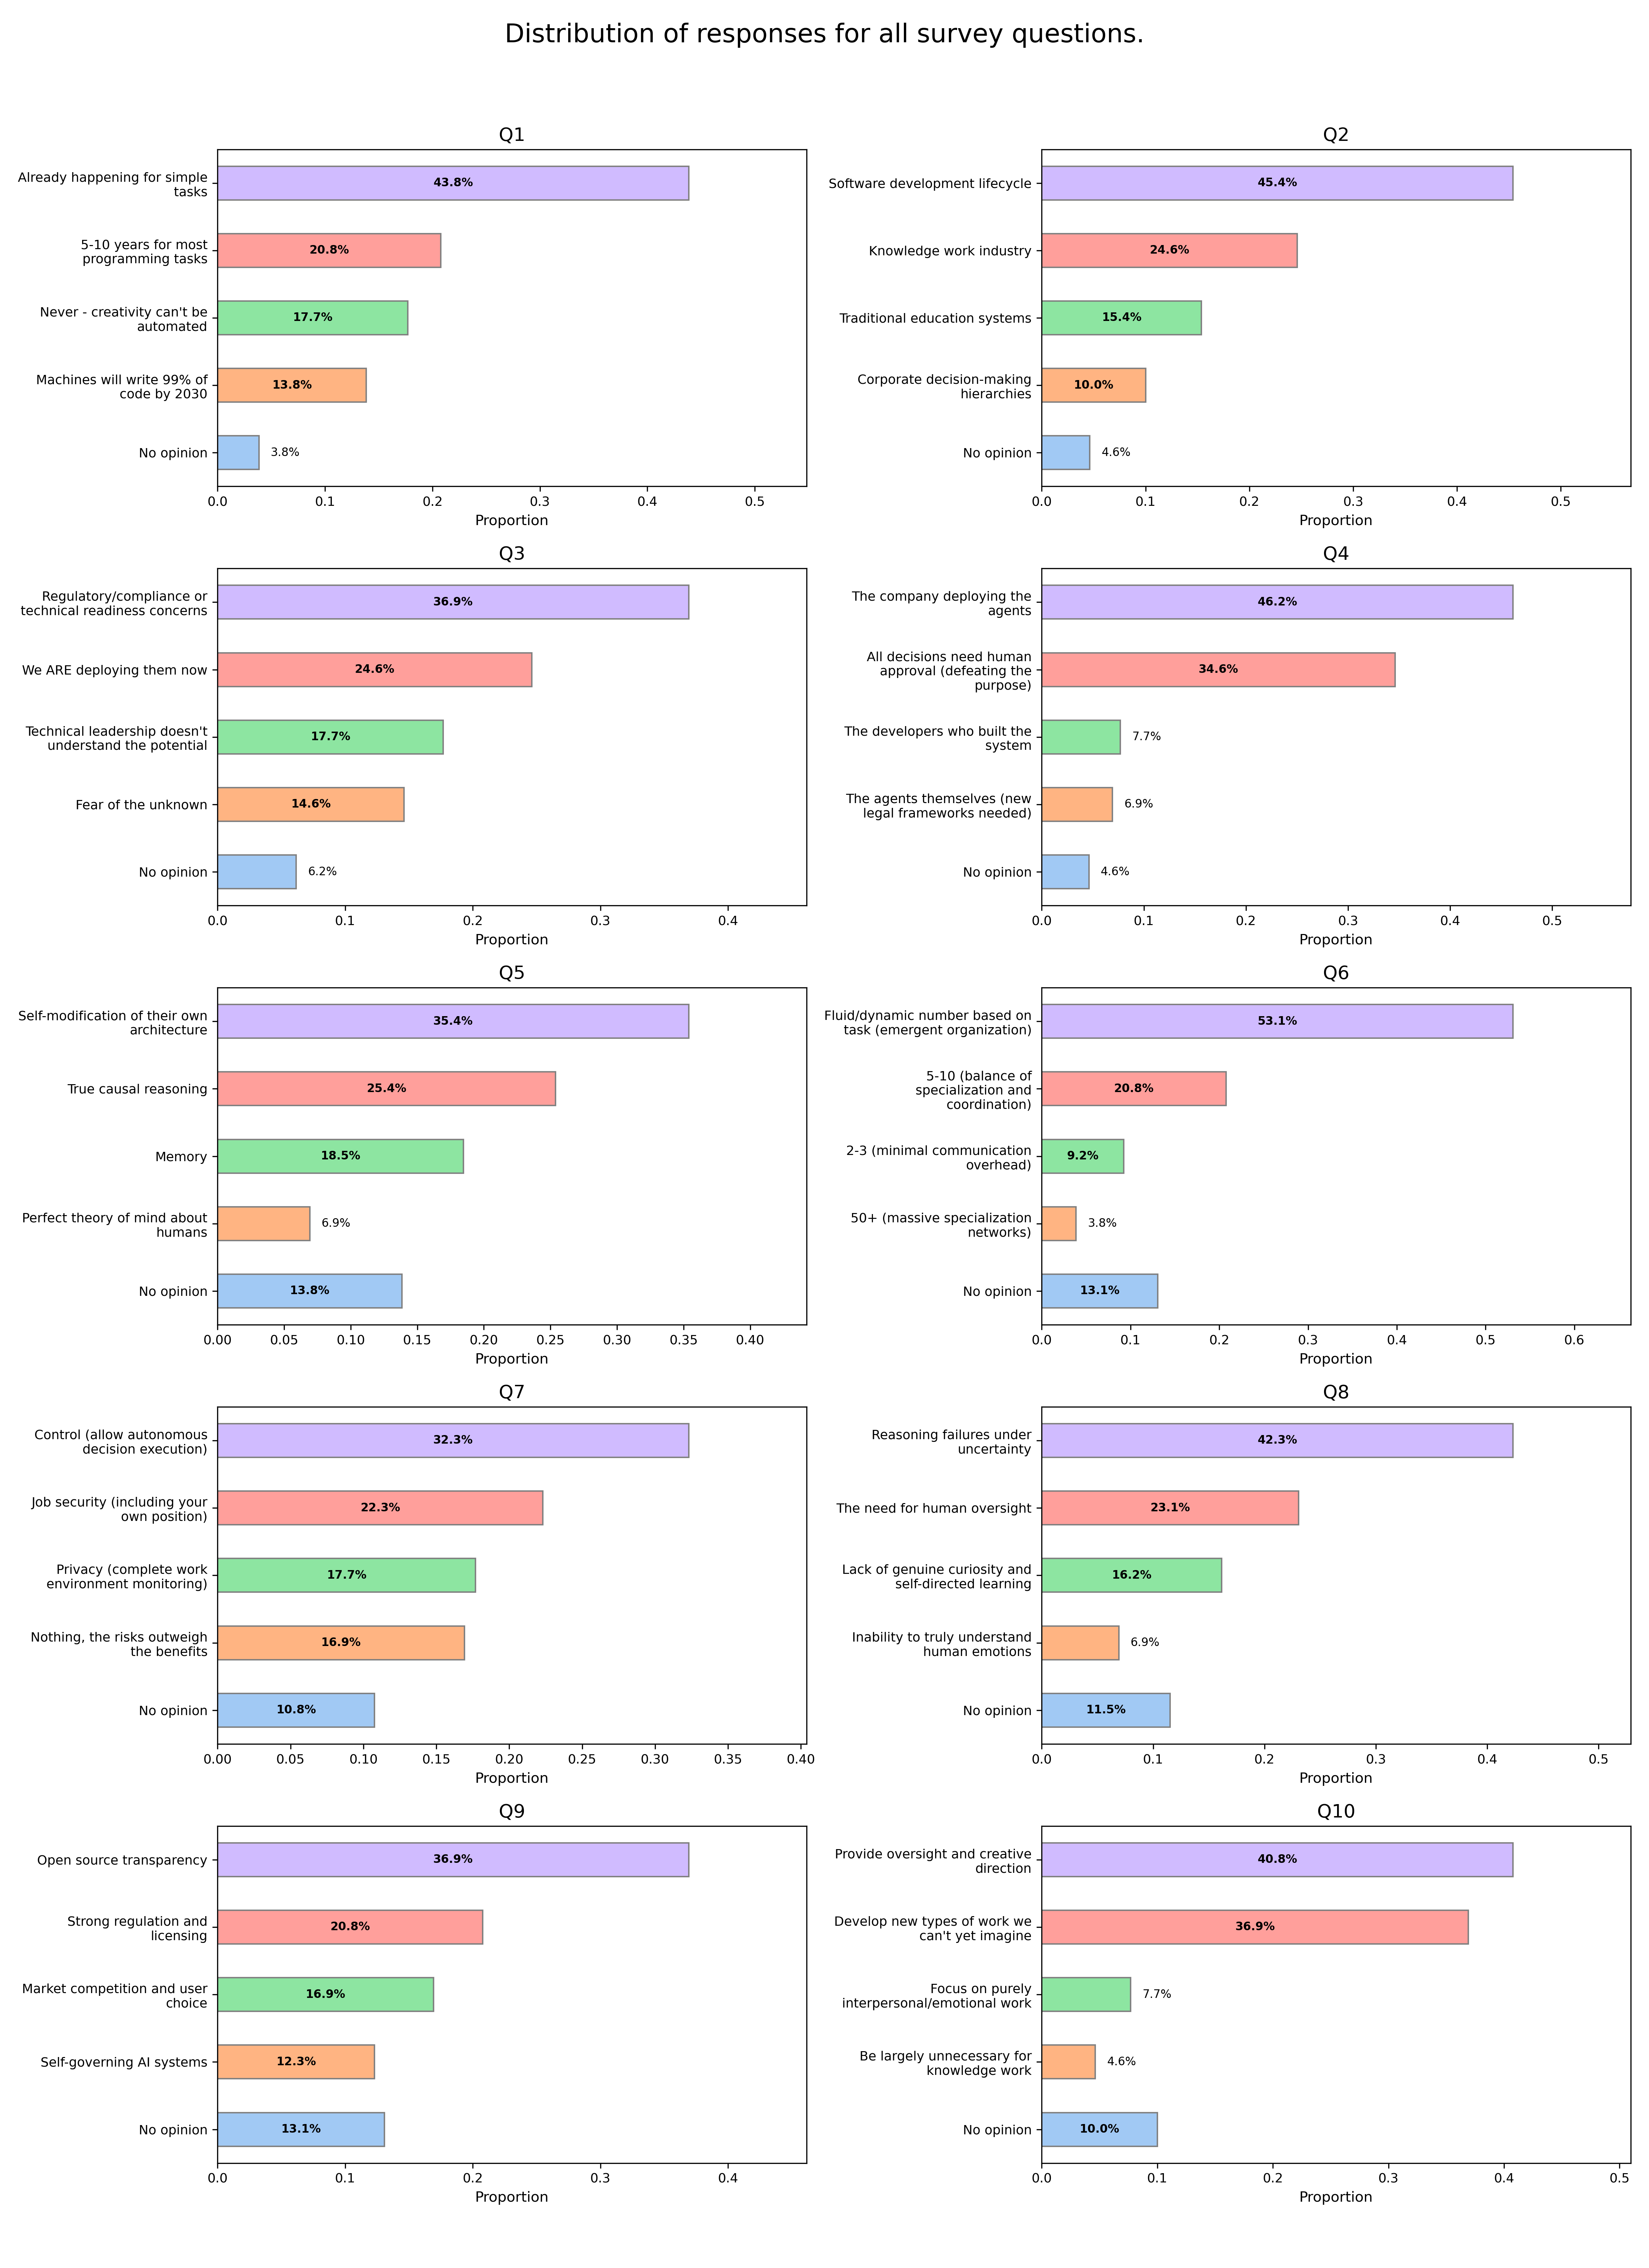 Distribution of responses for all survey questions.
Q1
Already happening for simple
tasks
43.8%
5-10 years for most
programming tasks
20.8%
Never - creativity can't be
automated
17.7%
Machines will write 99% of
code by 2030
13.8%
No opinion
3.8%
0.0 0.1 0.2 0.3 0.4 0.5
Proportion
Q2
Software development lifecycle
45.4%
Knowledge work industry
24.6%
Traditional education systems
15.4%
Corporate decision-making
hierarchies
10.0%
No opinion
4.6%
0.0 0.1 0.2 0.3 0.4 0.5
Proportion
Q3
Regulatory/compliance or
technical readiness concerns
36.9%
We ARE deploying them now
24.6%
Technical leadership doesn't
understand the potential
17.7%
Fear of the unknown
14.6%
No opinion
6.2%
0.0 0.1 0.2 0.3 0.4
Proportion
Q4
The company deploying the
agents
46.2%
All decisions need human
approval (defeating the
purpose)
34.6%
The developers who built the
system
7.7%
The agents themselves (new
legal frameworks needed)
6.9%
No opinion
4.6%
0.0 0.1 0.2 0.3 0.4 0.5
Proportion
Q5
Self-modification of their own
architecture
35.4%
True causal reasoning
25.4%
Memory
18.5%
Perfect theory of mind about
humans
6.9%
No opinion
13.8%
0.00 0.05 0.10 0.15 0.20 0.25 0.30 0.35 0.40
Proportion
Q6
Fluid/dynamic number based on
task (emergent organization)
53.1%
5-10 (balance of
specialization and
coordination)
20.8%
2-3 (minimal communication
overhead)
9.2%
50+ (massive specialization
networks)
3.8%
No opinion
13.1%
0.0 0.1 0.2 0.3 0.4 0.5 0.6
Proportion
Q7
Control (allow autonomous
decision execution)
32.3%
Job security (including your
own position)
22.3%
Privacy (complete work
environment monitoring)
17.7%
Nothing, the risks outweigh
the benefits
16.9%
No opinion
10.8%
0.00 0.05 0.10 0.15 0.20 0.25 0.30 0.35 0.40
Proportion
Q8
Reasoning failures under
uncertainty
42.3%
The need for human oversight
23.1%
Lack of genuine curiosity and
self-directed learning
16.2%
Inability to truly understand
human emotions
6.9%
No opinion
11.5%
0.0 0.1 0.2 0.3 0.4 0.5
Proportion
Q9
Open source transparency
36.9%
Strong regulation and
licensing
20.8%
Market competition and user
choice
16.9%
Self-governing AI systems
12.3%
No opinion
13.1%
0.0 0.1 0.2 0.3 0.4
Proportion
Q10
Provide oversight and creative
direction
40.8%
Develop new types of work we
can't yet imagine
36.9%
Focus on purely
interpersonal/emotional work
7.7%
Be largely unnecessary for
knowledge work
4.6%
No opinion
10.0%
0.0 0.1 0.2 0.3 0.4 0.5
Proportion